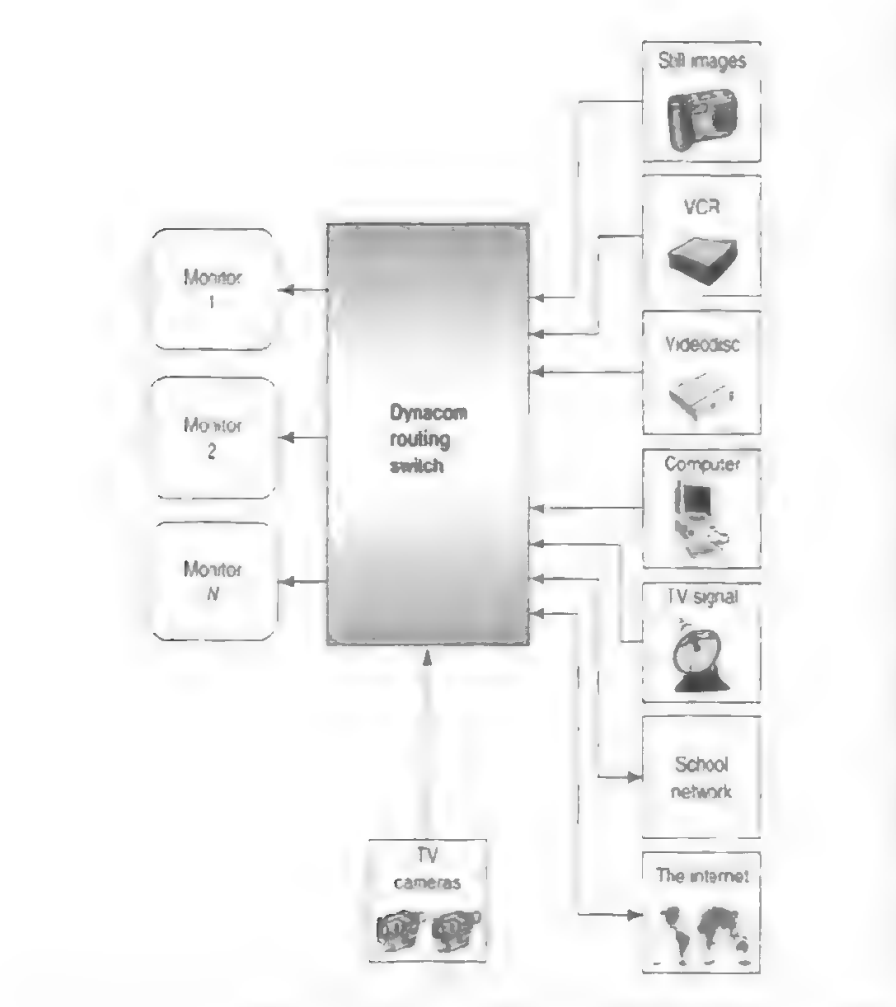 Still images
VCR
Monitor
1
Videodisc
Monitor
2
Dynacom
routing
switch
Computer
Monitor
N
TV signal
School
network
TV
cameras
The internet